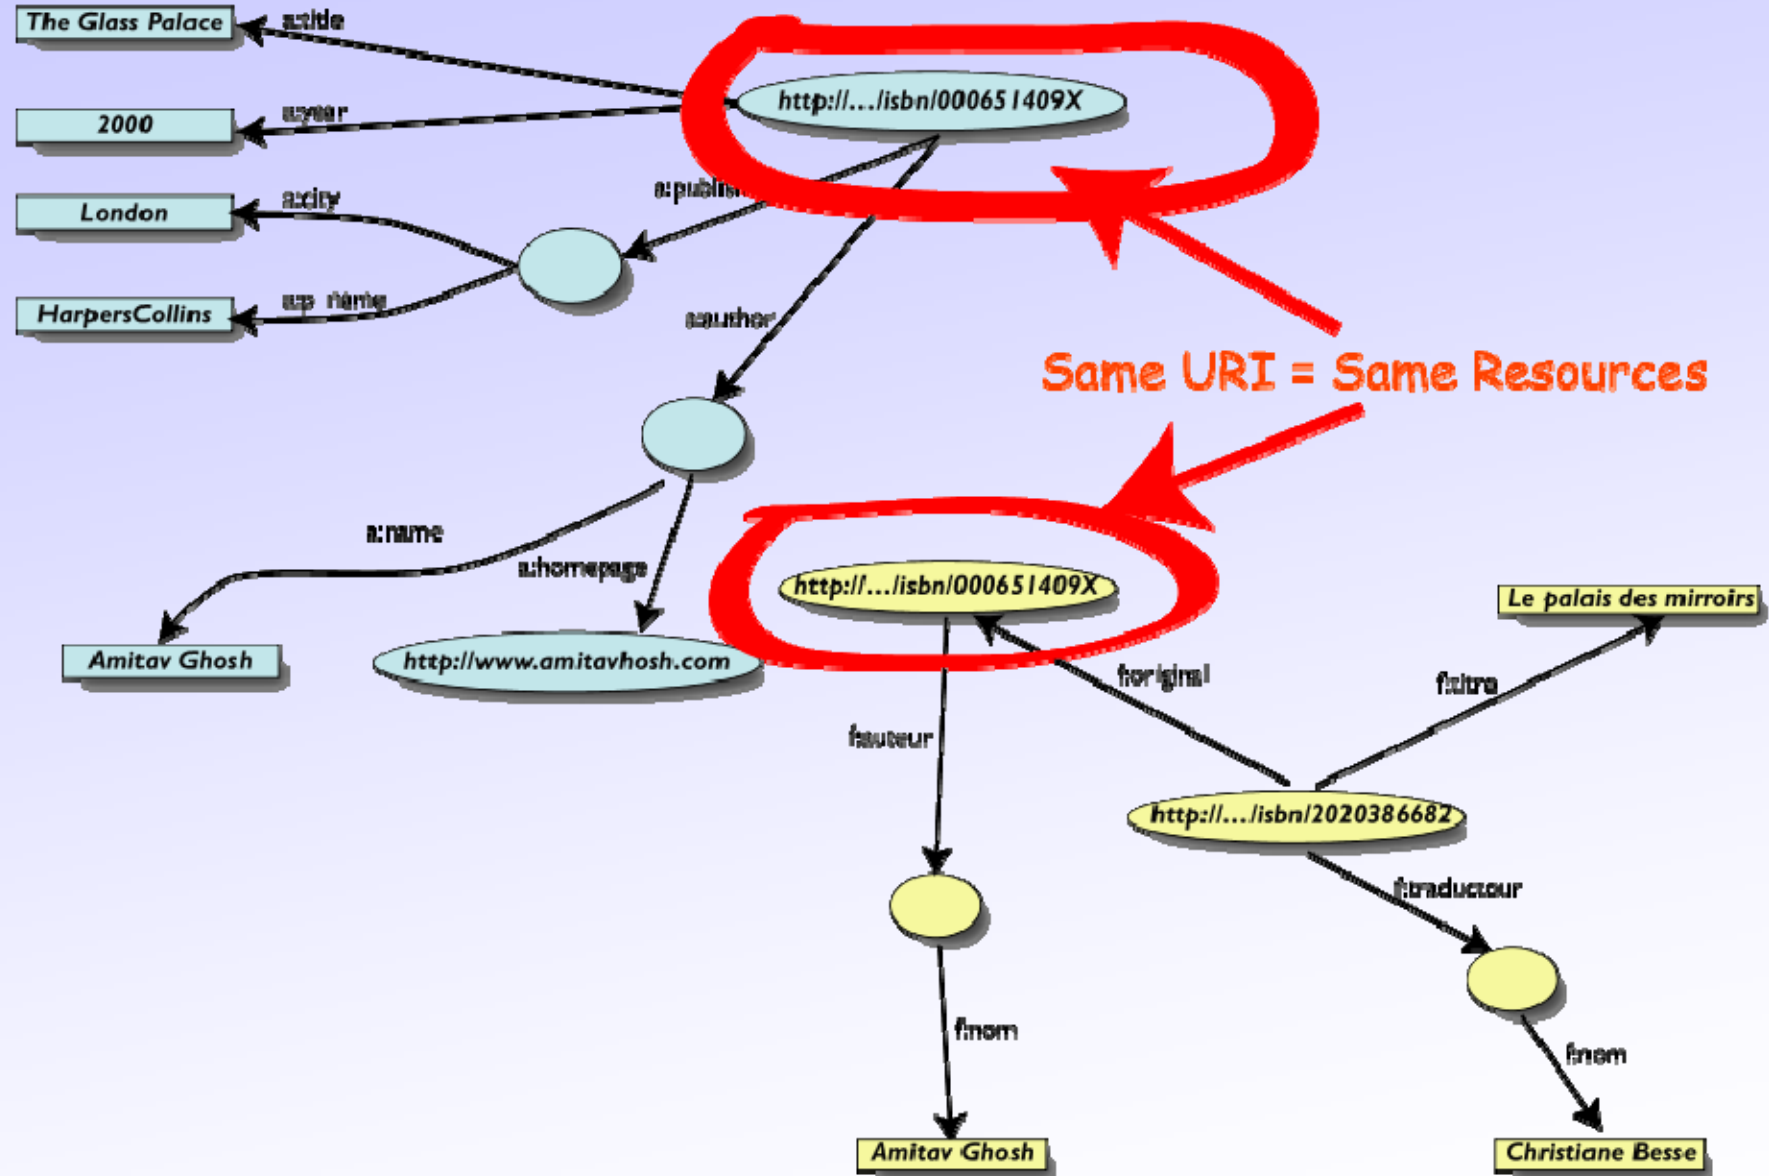 The Glass Palace
a:title
http://.../isbn/000651409X
2000
a:year
London
a:city
a:publish
HarpersCollins
a:p_name
a:author
Same URI = Same Resources
a:name
a:homepage
http://.../isbn/000651409X
Le palais des mirroirs
Amitav Ghosh
http://www.amitavhosh.com
f:original
f:titre
f:auteur
http://.../isbn/2020386682
f:traducteur
f:nom
f:nom
Amitav Ghosh
Christiane Besse